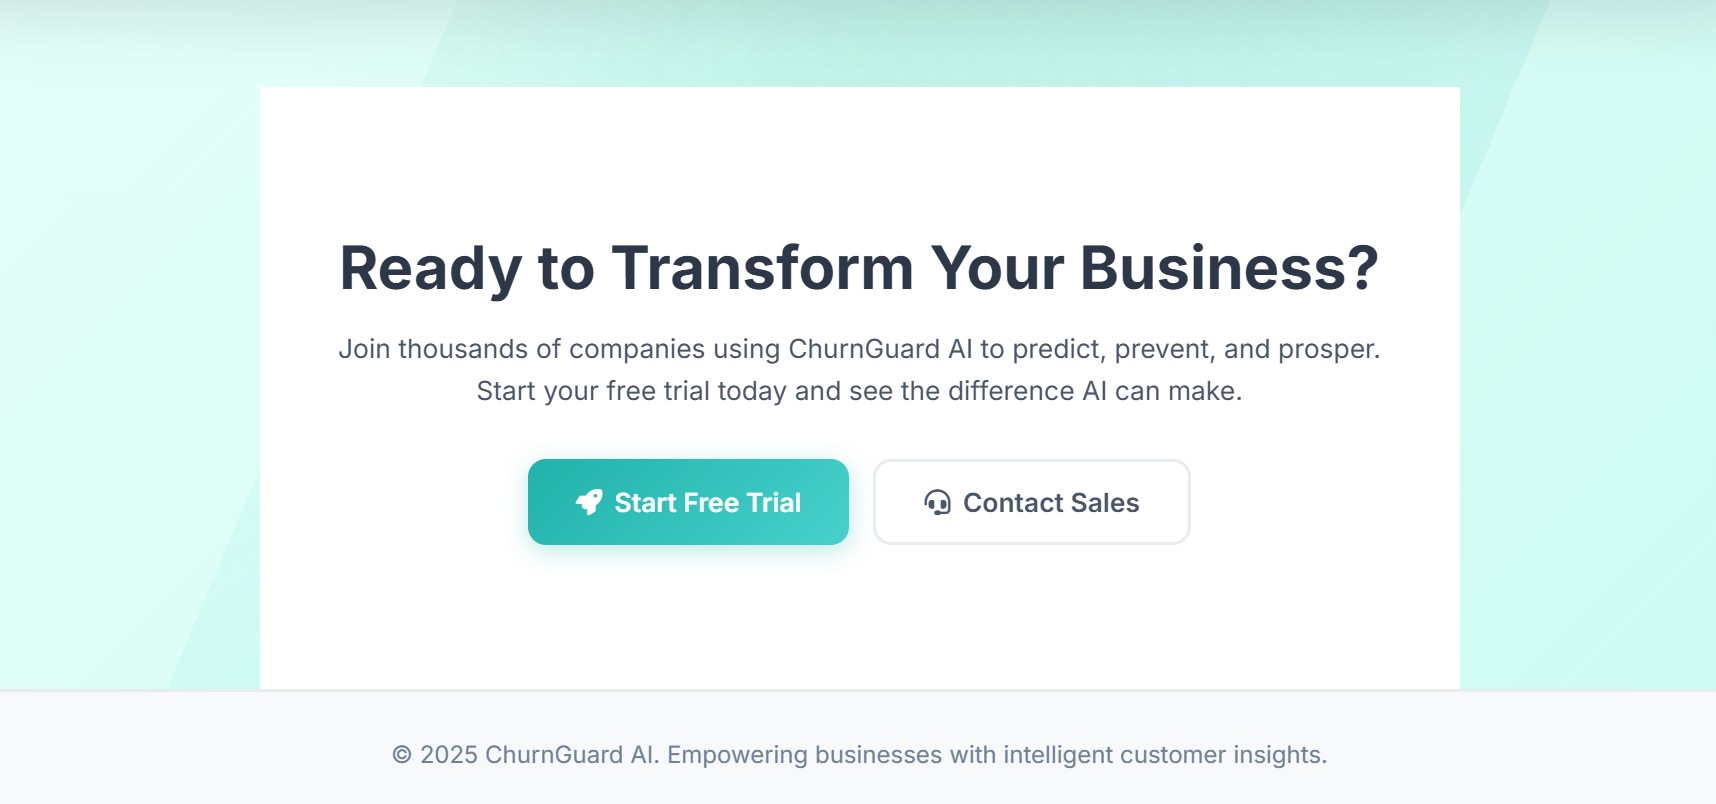 Ready to Transform Your Business?
Join thousands of companies using ChurnGuard AI to predict, prevent, and prosper.
Start your free trial today and see the difference AI can make.
Start Free Trial
Contact Sales
© 2025 ChurnGuard AI. Empowering businesses with intelligent customer insights.